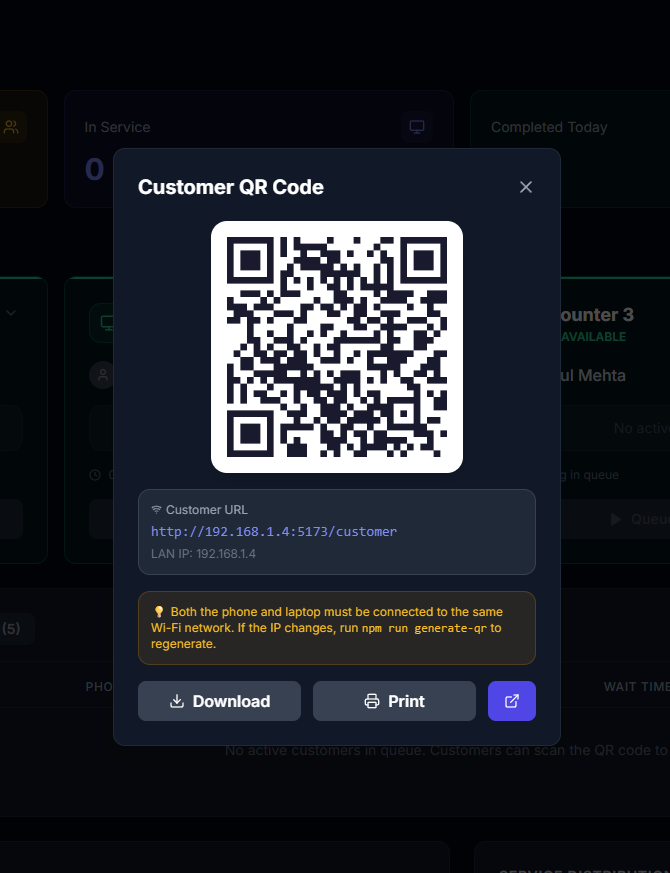 In Service
Completed Today
0
Customer QR Code
ounter 3
AVAILABLE
ul Mehta
No active
g in queue
Queu
Customer URL
http://192.168.1.4:5173/customer
LAN IP: 192.168.1.4
💡 Both the phone and laptop must be connected to the same
Wi-Fi network. If the IP changes, run npm run generate-qr to
regenerate.
(5)
Download
Print
PHO
WAIT TIME
No active customers in queue. Customers can scan the QR code to
SERVICE DISTRIBUTION